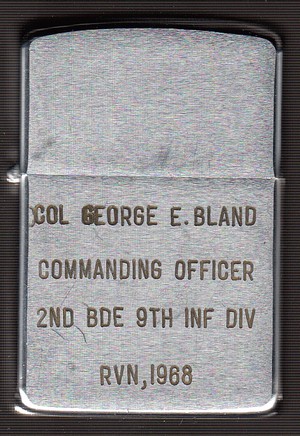 COL GEORGE E. BLAND
COMMANDING OFFICER
2ND BDE 9TH INF DIV
RVN, 1968